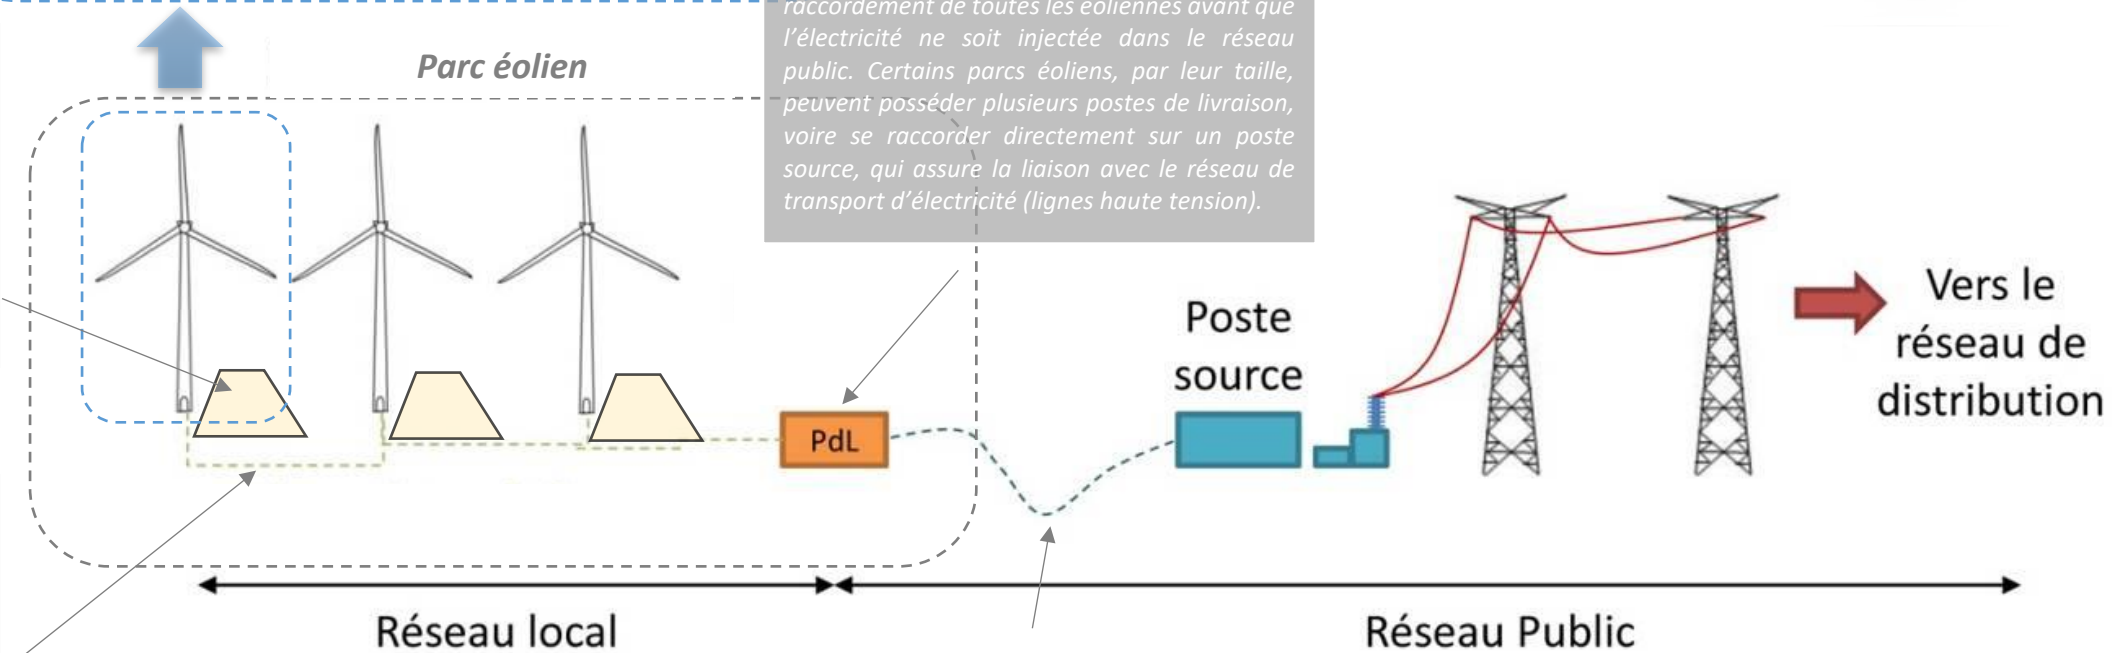 raccordement de toutes les éoliennes avant que
l’électricité ne soit injectée dans le réseau
public. Certains parcs éoliens, par leur taille,
peuvent posséder plusieurs postes de livraison,
voire se raccorder directement sur un poste
source, qui assure la liaison avec le réseau de
transport d’électricité (lignes haute tension).
Parc éolien
Poste
source
Vers le
réseau de
distribution
PdL
Réseau local
Réseau Public